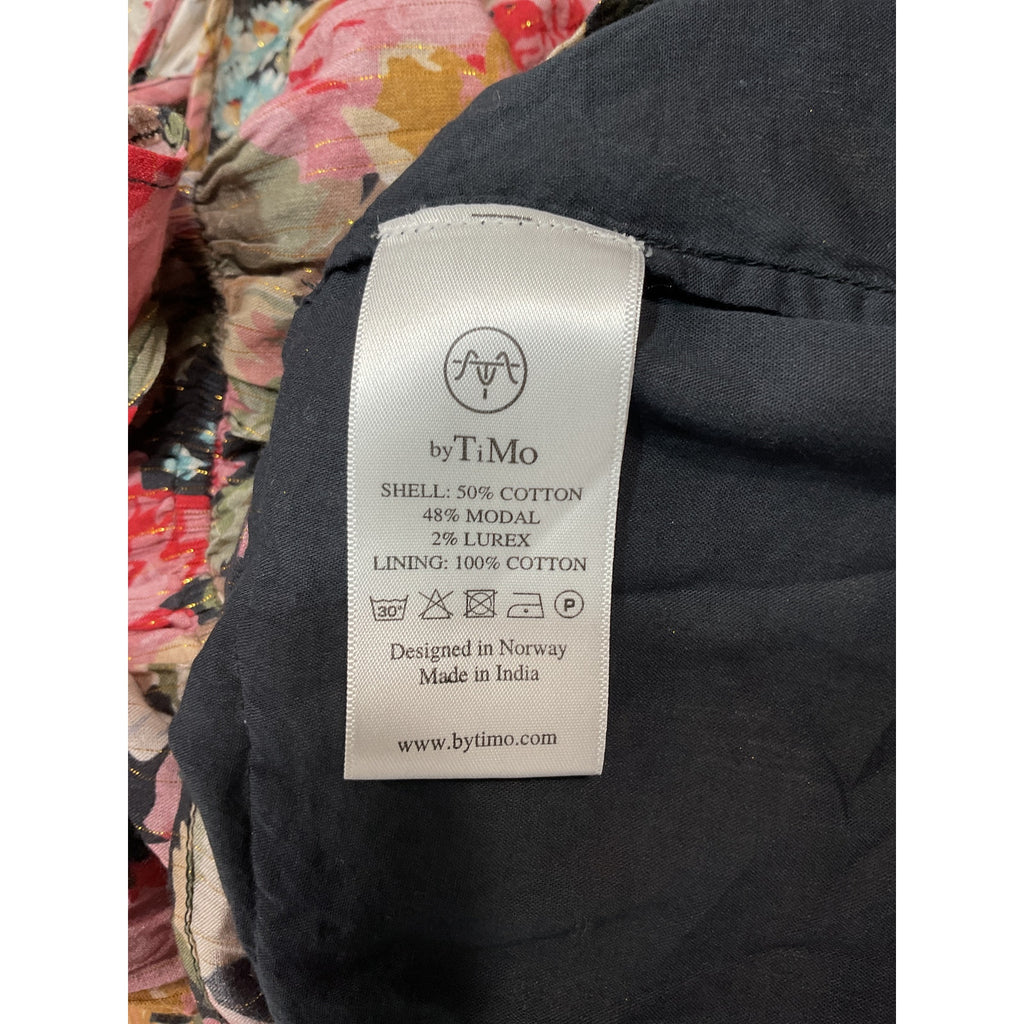 byTiMo
SHELL: 50% COTTON
48% MODAL
2% LUREX
LINING: 100% COTTON
30° P
Designed in Norway
Made in India
www.bytimo.com